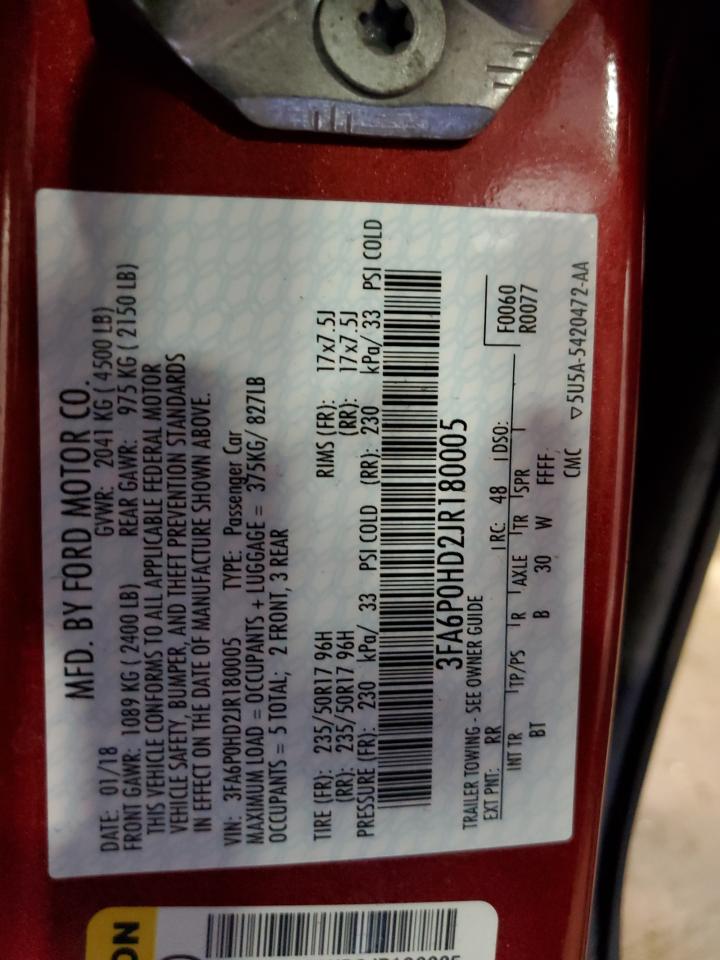 MFD. BY FORD MOTOR CO.
DATE: 01/18 GVWR: 2041 KG ( 4500 LB)
FRONT GAWR: 1089 KG ( 2400 LB) REAR GAWR: 975 KG ( 2150 LB)
THIS VEHICLE CONFORMS TO ALL APPLICABLE FEDERAL MOTOR
VEHICLE SAFETY, BUMPER, AND THEFT PREVENTION STANDARDS
IN EFFECT ON THE DATE OF MANUFACTURE SHOWN ABOVE.
VIN: 3FA6P0HD2JR180005 TYPE: Passenger Car
MAXIMUM LOAD = OCCUPANTS + LUGGAGE = 375KG/ 827LB
OCCUPANTS = 5 TOTAL; 2 FRONT, 3 REAR
TIRE (FR): 235/50R17 96H RIMS (FR): 17x7.5J
(RR): 235/50R17 96H (RR): 17x7.5J
PRESSURE (FR): 230 kPa/ 33 PSI COLD (RR): 230 kPa/ 33 PSI COLD
3FA6P0HD2JR180005
TRAILER TOWING - SEE OWNER GUIDE
F0060
EXT PNT: RR RC: 48 DSO: R0077
INT TR TP/PS R AXLE TR SPR
BT B 30 W FFFF
CMC ▽5U5A-5420472-AA
ON